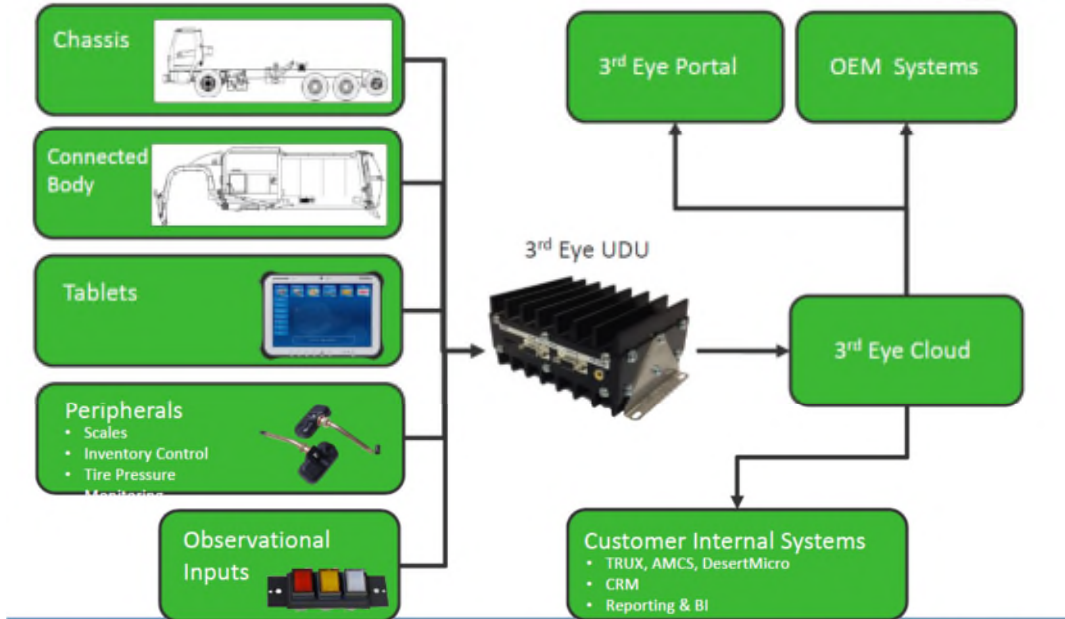 Chassis
Connected
Body
Tablets
Peripherals
• Scales
• Inventory Control
• Tire Pressure
Monitoring
Observational
Inputs
3rd Eye UDU
3rd Eye Portal
OEM Systems
3rd Eye Cloud
Customer Internal Systems
• TRUX, AMCS, DesertMicro
• CRM
• Reporting & BI